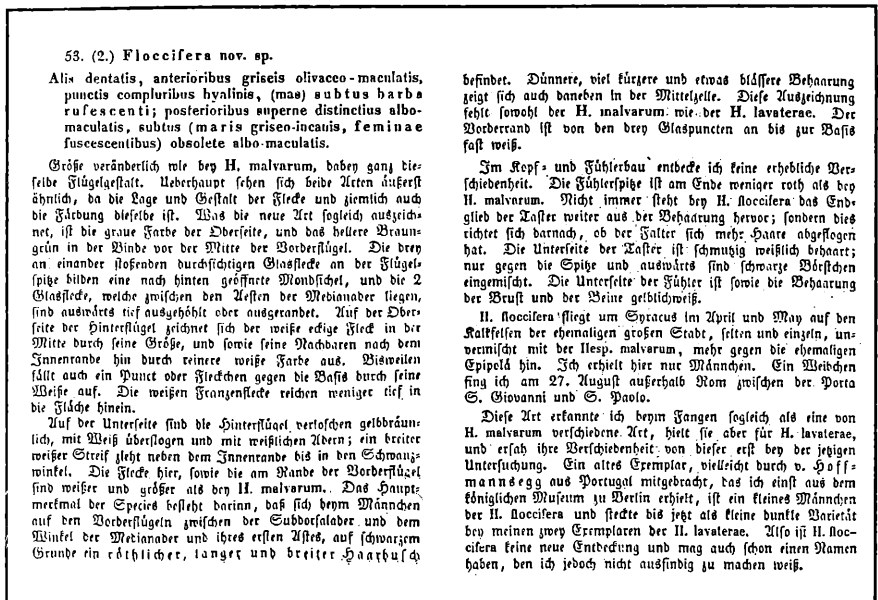 53. (2.) Floccifera nov. sp.
Alis dentatis, anterioribus griseis olivaceo-maculatis,
punctis compluribus hyalinis, (mas) subtus barba
rufescenti; posterioribus superne distinctius albo-
maculatis, subtus (maris griseo-incanis, feminae
fuscescentibus) obsolete albo-maculatis.
Größe veränderlich wie bey H. malvarum, dabey ganz die-
selbe Flügelgestalt. Ueberhaupt sehen sich beide Arten äußerst
ähnlich, da die Lage und Gestalt der Flecke und ziemlich auch
die Färbung dieselbe ist. Was die neue Art sogleich auszeich-
net, ist die graue Farbe der Oberseite, und das hellere Braun-
grün in der Binde vor der Mitte der Vorderflügel. Die drey
an einander stoßenden durchsichtigen Glasflecke an der Flügel-
spitze bilden eine nach hinten geöffnete Mondsichel, und die 2
Glasflecke, welche zwischen den Aesten der Medianader liegen,
sind auswärts tief ausgehöhlt oder ausgerandet. Auf der Ober-
seite der Hinterflügel zeichnet sich der weiße eckige Fleck in der
Mitte durch seine Größe, und sowie seine Nachbaren nach dem
Innenrande hin durch reinere weiße Farbe aus. Bisweilen
fällt auch ein Punct oder Fleckchen gegen die Basis durch seine
Weiße auf. Die weißen Franzenflecke reichen weniger tief in
die Fläche hinein.
Auf der Unterseite sind die Hinterflügel verloschen gelbbräun-
lich, mit Weiß überflogen und mit weißlichen Adern; ein breiter
weißer Streif zieht neben dem Innenrande bis in den Schwanz-
winkel. Die Flecke hier, sowie die am Rande der Vorderflügel
sind weißer und größer als bey H. malvarum. Das Haupt-
merkmal der Species besteht darinn, daß sich beym Männchen
auf den Vorderflügeln zwischen der Subdorsalader und dem
Winkel der Medianader und ihres ersten Astes, auf schwarzem
Grunde ein röthlicher, langer und breiter Haarbusch
befindet. Dünnere, viel kürzere und etwas blässere Behaarung
zeigt sich auch daneben in der Mittelzelle. Diese Auszeichnung
fehlt sowohl der H. malvarum wie der H. lavaterae. Der
Vorderrand ist von den drey Glaspuncten an bis zur Basis
fast weiß.
Im Kopf- und Fühlerbau entdecke ich keine erhebliche Ver-
schiedenheit. Die Fühlerspitze ist am Ende weniger roth als bey
H. malvarum. Nicht immer steht bey H. floccifera das End-
glied der Taster weiter aus der Behaarung hervor; sondern dies
richtet sich darnach, ob der Falter sich mehr Haare abgeflogen
hat. Die Unterseite der Taster ist schmutzig weißlich behaart;
nur gegen die Spitze und auswärts sind schwarze Börstchen
eingemischt. Die Unterseite der Fühler ist sowie die Behaarung
der Brust und der Beine gelblichweiß.
H. floccifera fliegt um Syracus im April und May auf den
Kalkfelsen der ehemaligen großen Stadt, selten und einzeln, un-
vermischt mit der Hesp. malvarum, mehr gegen die ehemaligen
Epipolä hin. Ich erhielt hier nur Männchen. Ein Weibchen
fing ich am 27. August außerhalb Rom zwischen der Porta
S. Giovanni und S. Paolo.
Diese Art erkannte ich beym Fangen sogleich als eine von
H. malvarum verschiedene Art, hielt sie aber für H. lavaterae,
und ersah ihre Verschiedenheit von dieser erst bey der jetzigen
Untersuchung. Ein altes Exemplar, vielleicht durch v. Hoff-
mannsegg aus Portugal mitgebracht, das ich einst aus dem
königlichen Museum zu Berlin erhielt, ist ein kleines Männchen
der H. floccifera und steckte bis jetzt als kleine dunkle Varietät
bey meinen zwey Exemplaren der H. lavaterae. Also ist H. floc-
cifera keine neue Entdeckung und mag auch schon einen Namen
haben, den ich jedoch nicht ausfindig zu machen weiß.